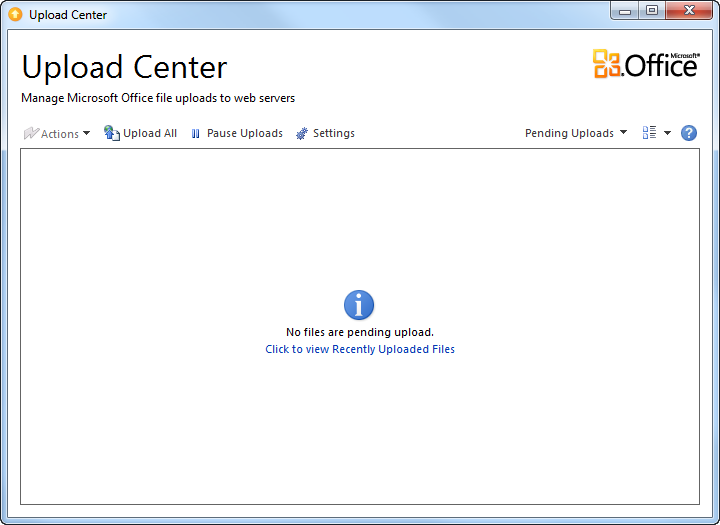 Upload Center
Upload Center
Microsoft®
Office
Manage Microsoft Office file uploads to web servers
Actions Upload All Pause Uploads Settings Pending Uploads ?
No files are pending upload.
Click to view Recently Uploaded Files